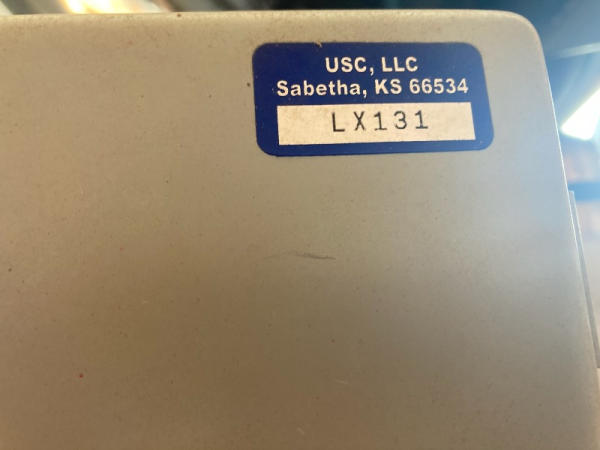 USC, LLC
Sabetha, KS 66534
LX131